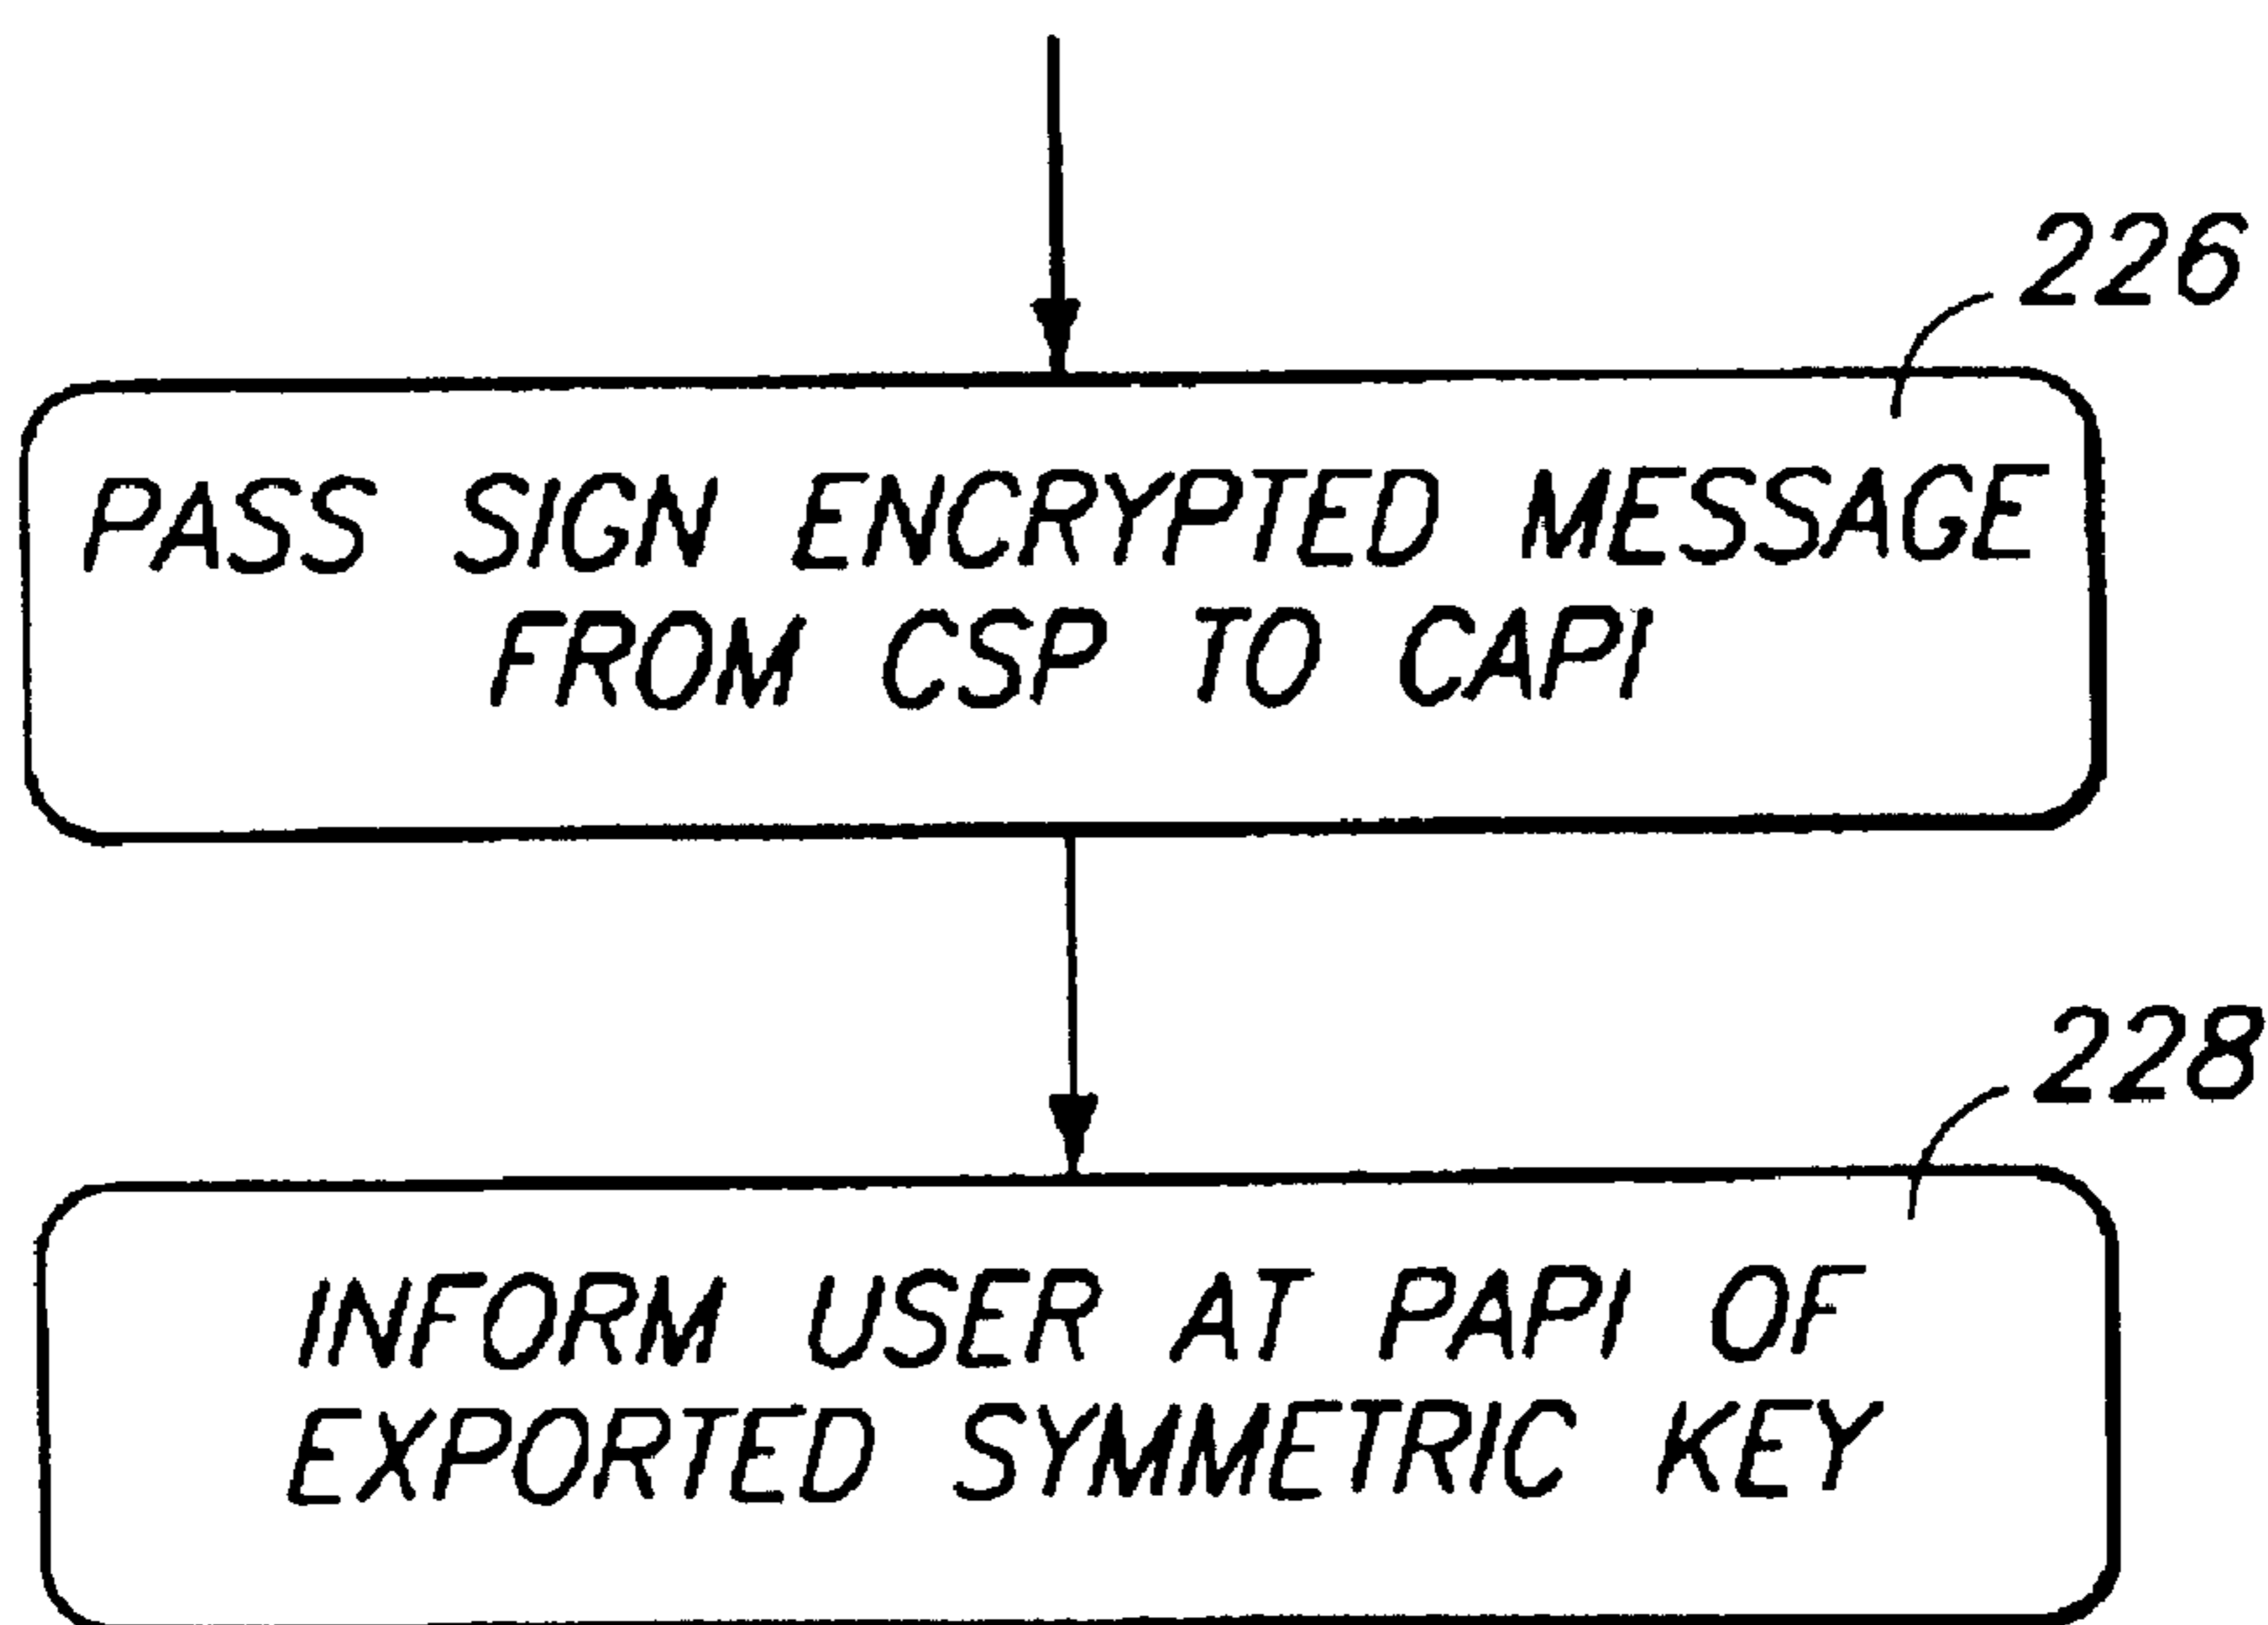 226
PASS SIGN ENCRYPTED MESSAGE
FROM CSP TO CAPI
228
INFORM USER AT PAPI OF
EXPORTED SYMMETRIC KEY